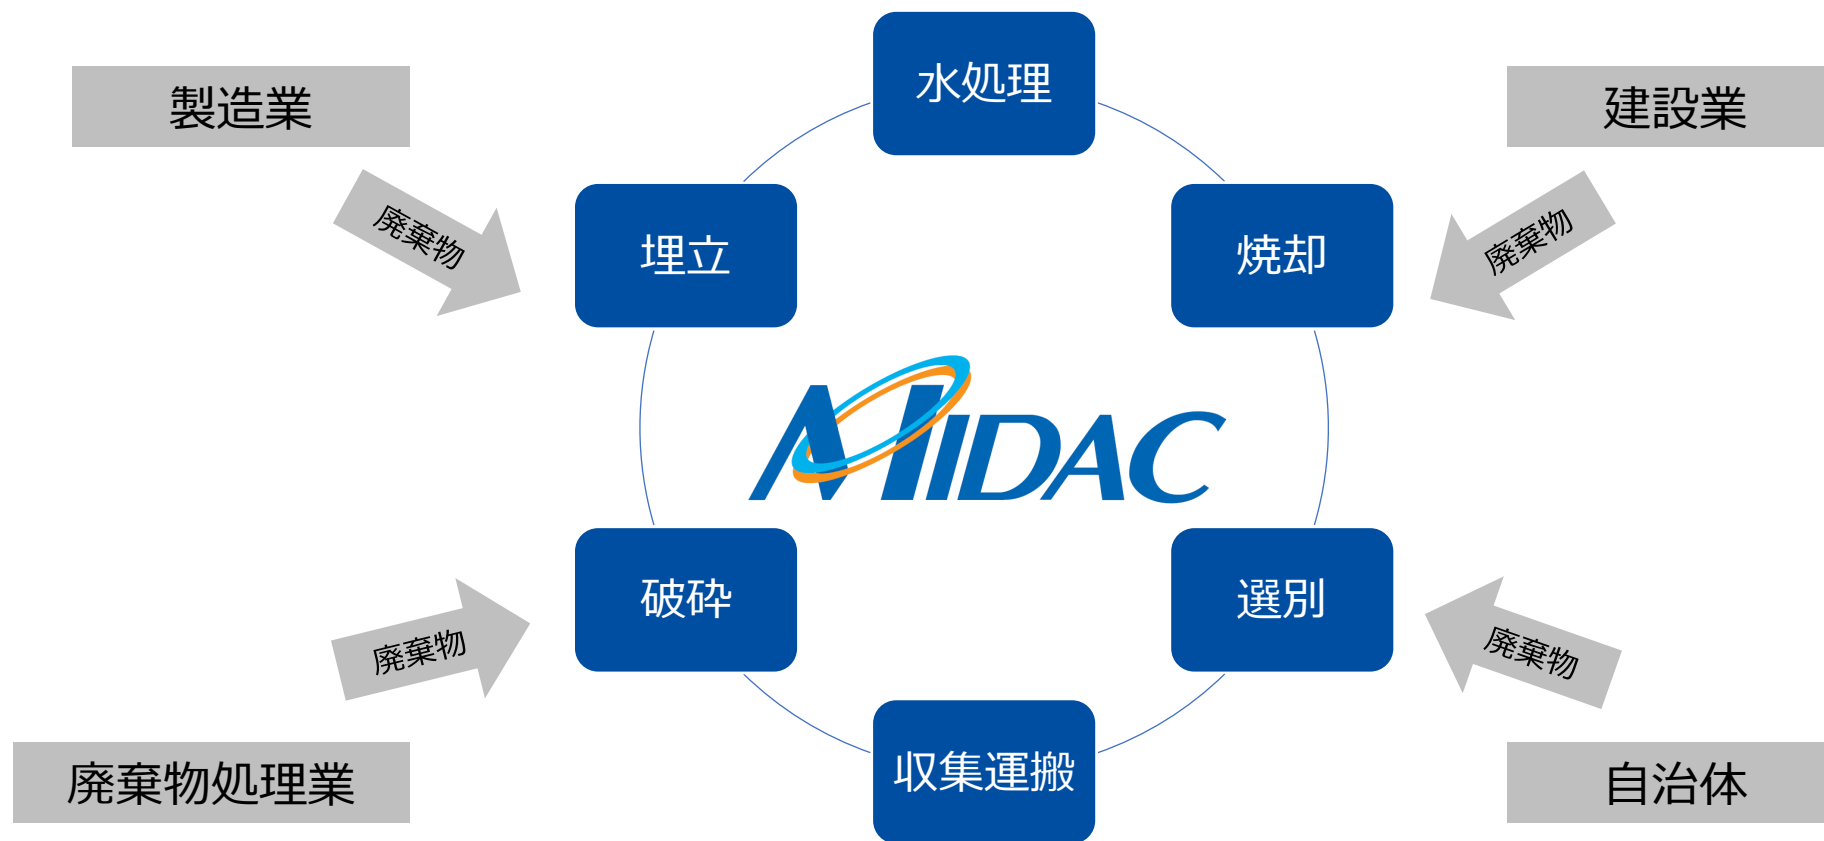 水処理
製造業
建設業
廃棄物
廃棄物
埋立
焼却
MIDAC
破砕
選別
廃棄物
廃棄物
収集運搬
廃棄物処理業
自治体